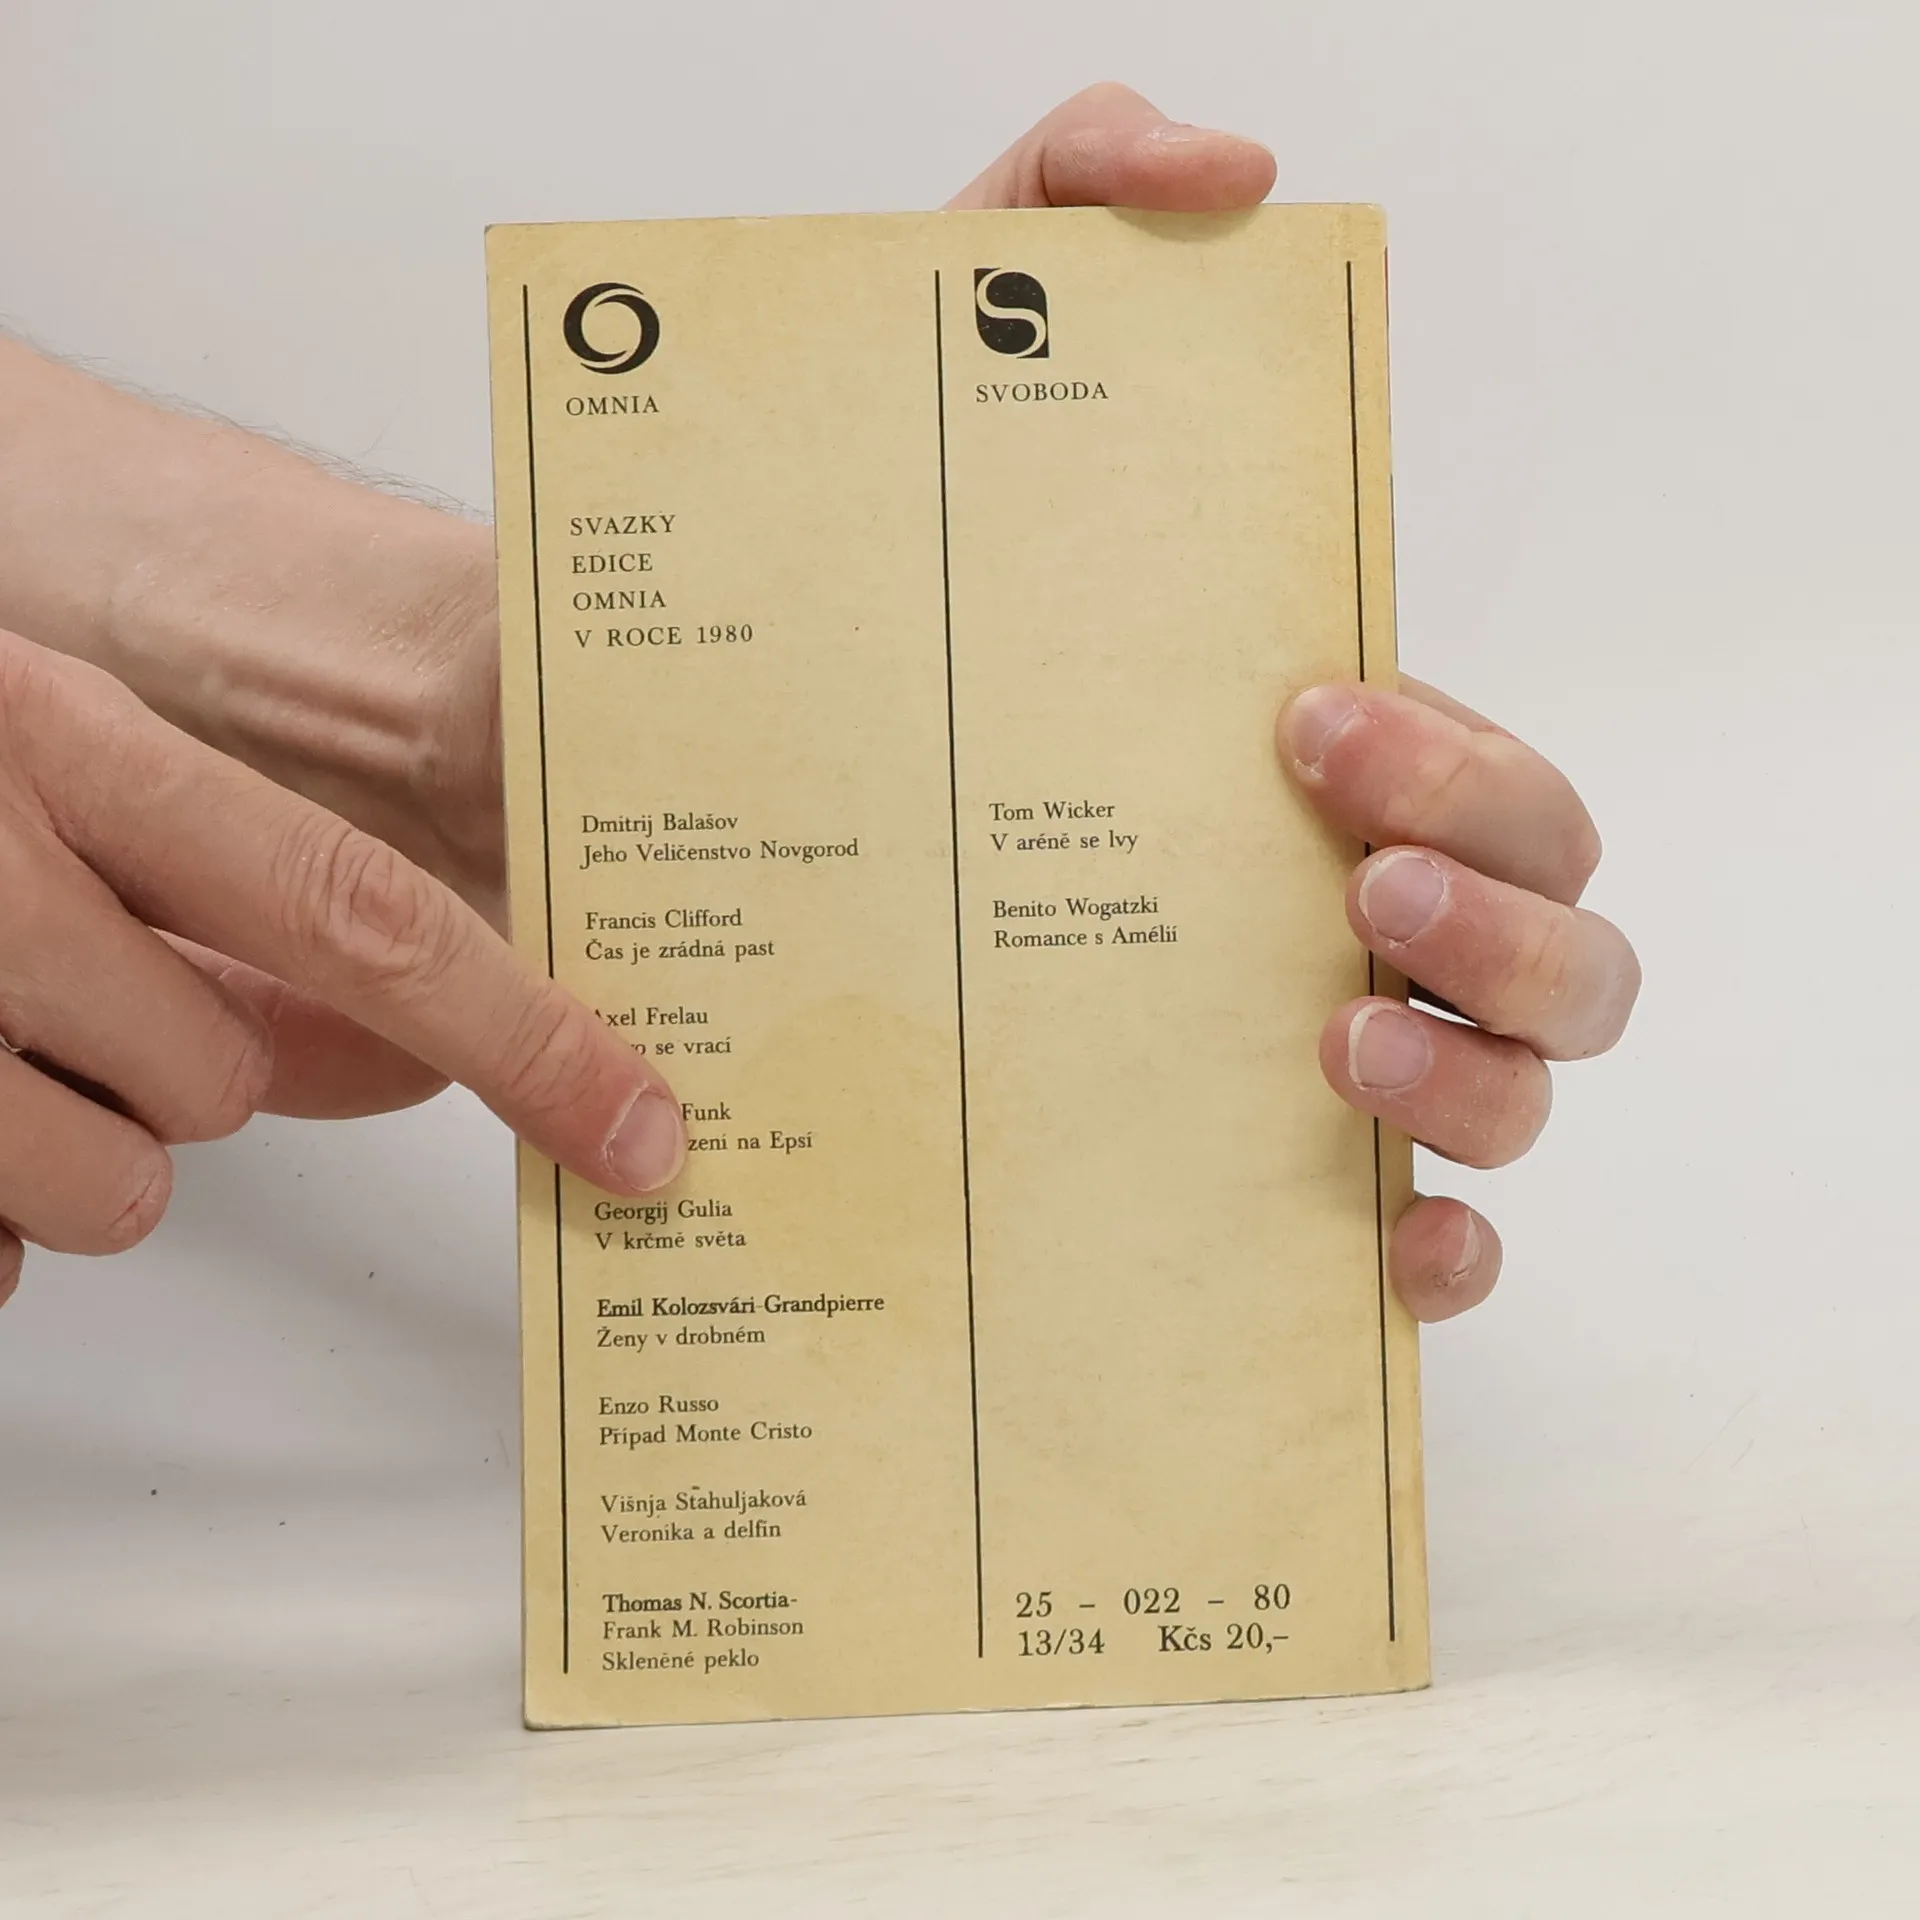 OMNIA
SVAZKY
EDICE
OMNIA
V ROCE 1980
Dmitrij Balašov
Jeho Veličenstvo Novgorod
Francis Clifford
Čas je zrádná past
Axel Frelau
se vrací
Funk
na Epsí
Georgij Gulia
V krčmě světa
Emil Kolozsvári-Grandpierre
Ženy v drobném
Enzo Russo
Případ Monte Cristo
Višnja Stahuljaková
Veronika a delfín
Thomas N. Scortia-
Frank M. Robinson
Skleněné peklo
SVOBODA
Tom Wicker
V aréně se lvy
Benito Wogatzki
Romance s Amélií
25 – 022 – 80
13/34 Kčs 20,–